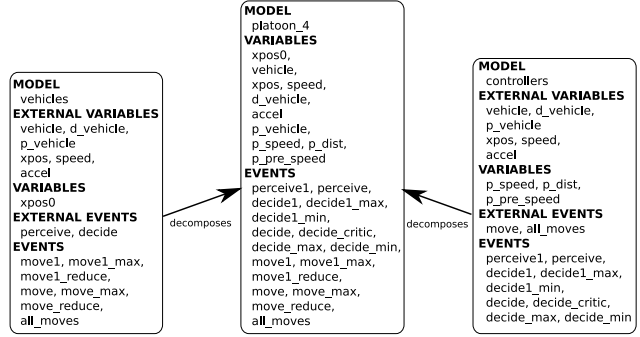 MODEL
vehicles
EXTERNAL VARIABLES
vehicle, d_vehicle,
p_vehicle
xpos, speed,
accel
VARIABLES
xpos0
EXTERNAL EVENTS
perceive, decide
EVENTS
move1, move1_max,
move1_reduce,
move, move_max,
move_reduce,
all_moves
decomposes
MODEL
platoon_4
VARIABLES
xpos0,
vehicle,
xpos, speed,
d_vehicle,
accel
p_vehicle,
p_speed, p_dist,
p_pre_speed
EVENTS
perceive1, perceive,
decide1, decide1_max,
decide1_min,
decide, decide_critic,
decide_max, decide_min,
move1, move1_max,
move1_reduce,
move, move_max,
move_reduce,
all_moves
decomposes
MODEL
controllers
EXTERNAL VARIABLES
vehicle, d_vehicle,
p_vehicle
xpos, speed,
accel
VARIABLES
p_speed, p_dist,
p_pre_speed
EXTERNAL EVENTS
move, all_moves
EVENTS
perceive1, perceive,
decide1, decide1_max,
decide1_min,
decide, decide_critic,
decide_max, decide_min